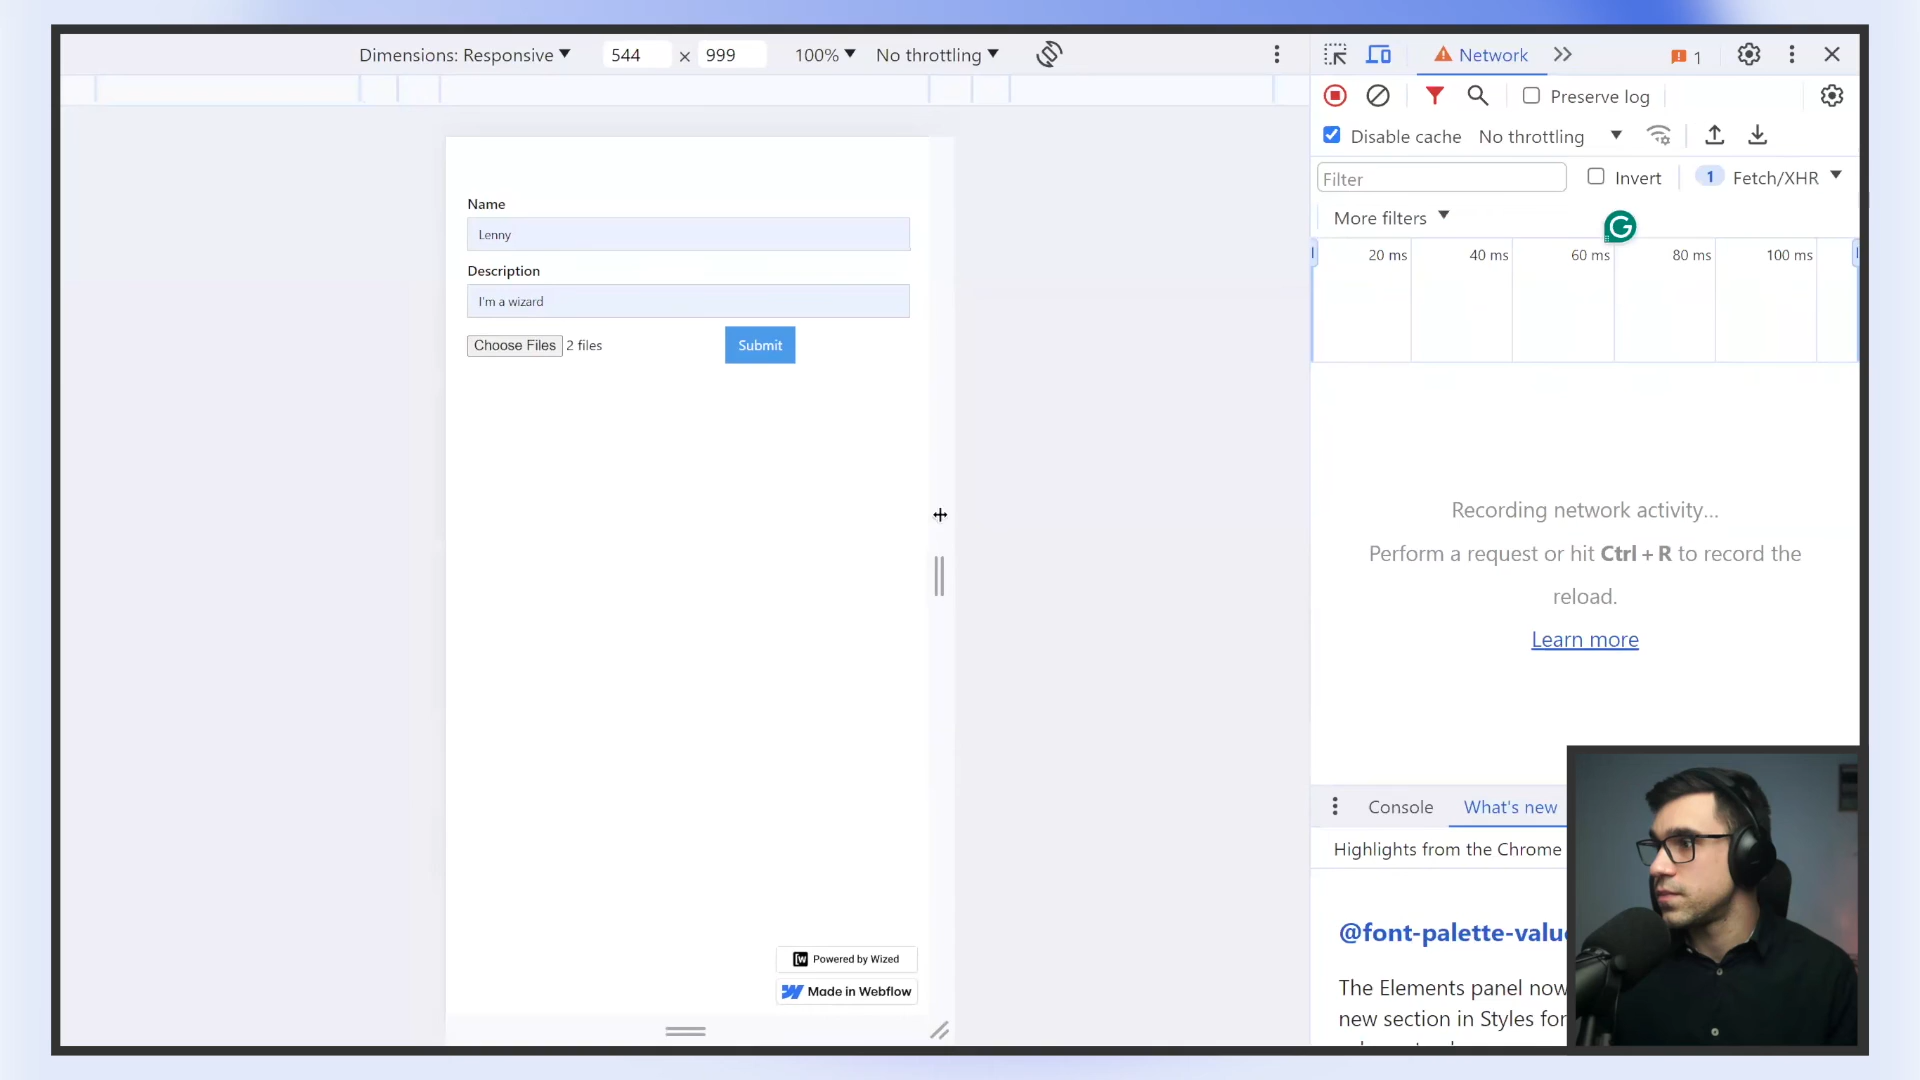 Dimensions: Responsive 544 × 999 100% No throttling
Name
Lenny
Description
I'm a wizard
Choose Files 2 files Submit
Powered by Wized
Made in Webflow
Network 1
Preserve log
Disable cache No throttling
Filter Invert 1 Fetch/XHR
More filters
G
20 ms 40 ms 60 ms 80 ms 100 ms
Recording network activity...
Perform a request or hit Ctrl + R to record the
reload.
Learn more
Console What's new
Highlights from the Chrome
@font-palette-valu
The Elements panel now
new section in Styles for